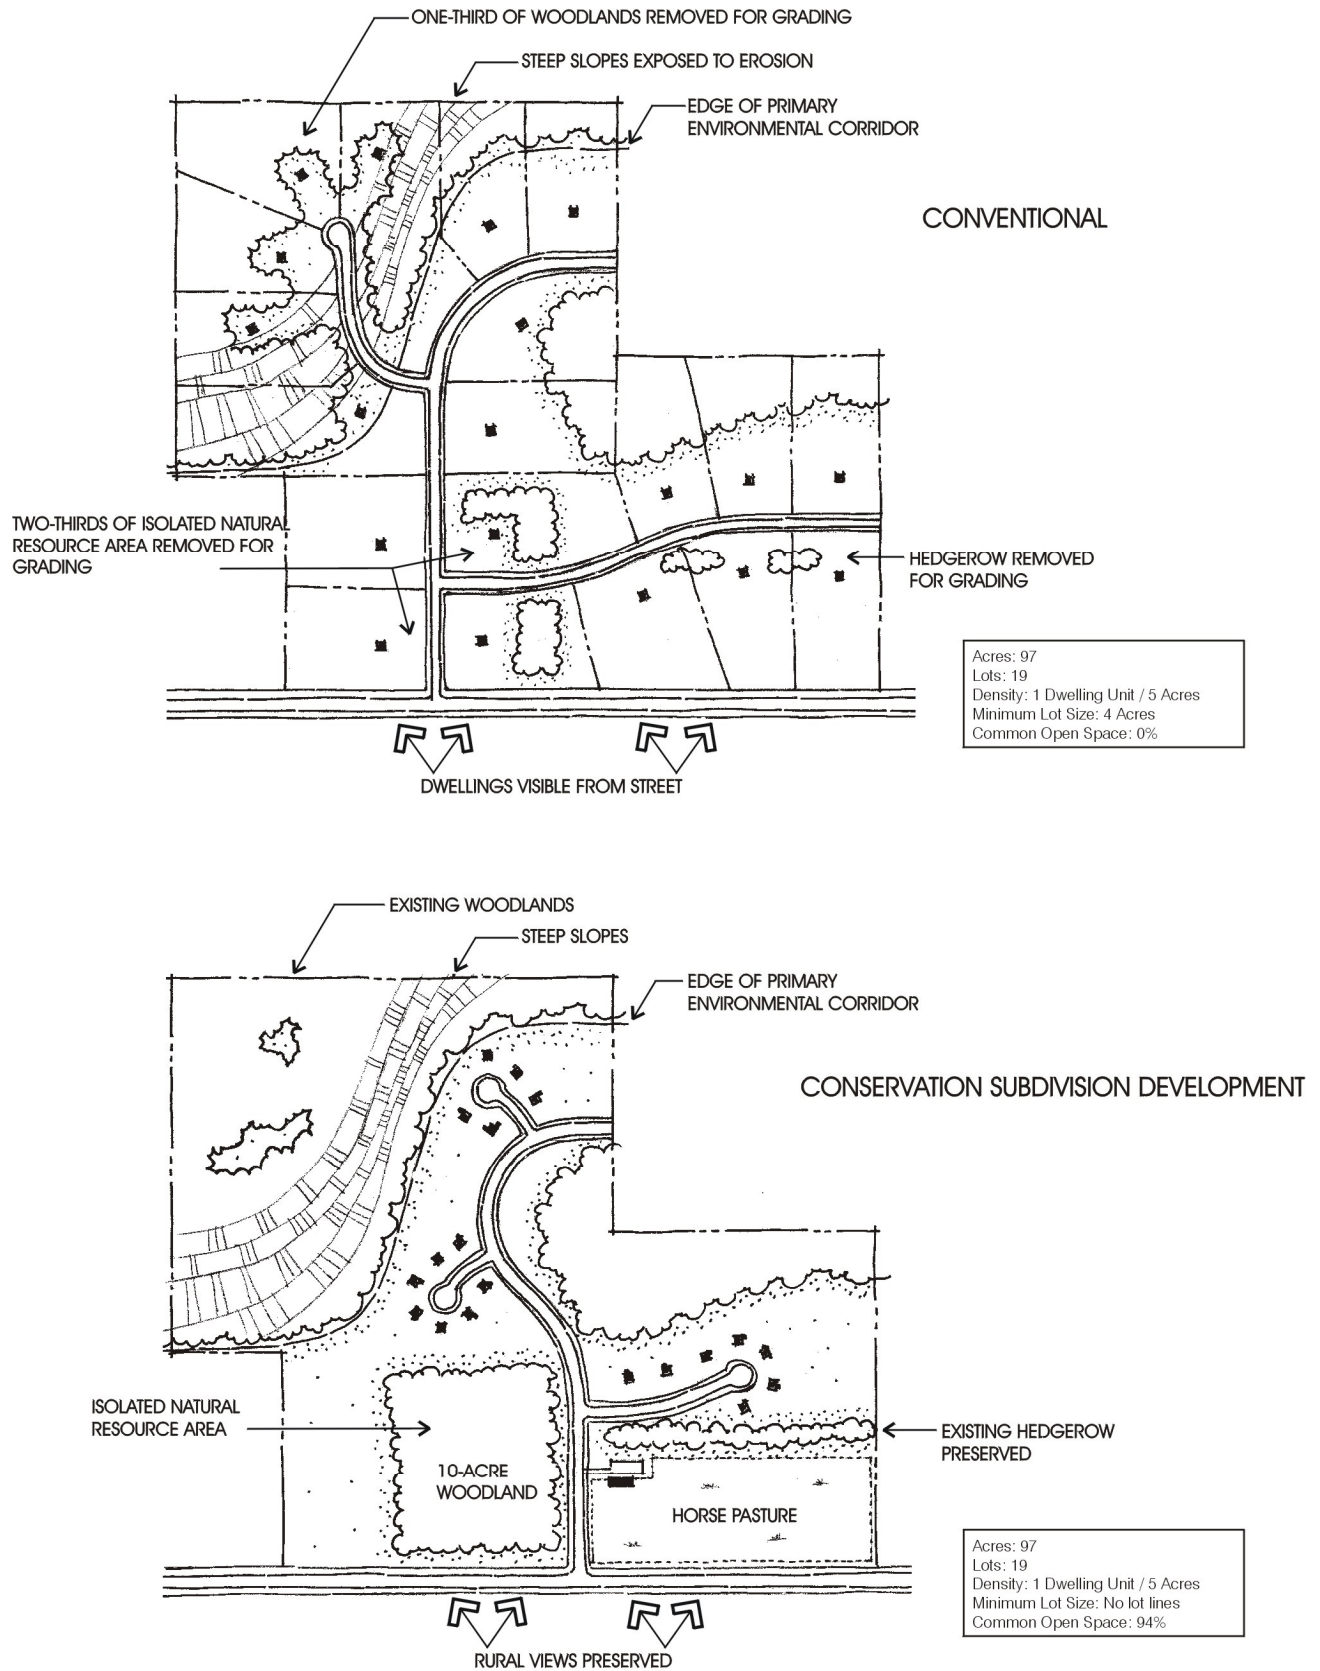 ONE-THIRD OF WOODLANDS REMOVED FOR GRADING
STEEP SLOPES EXPOSED TO EROSION
EDGE OF PRIMARY
ENVIRONMENTAL CORRIDOR
CONVENTIONAL
TWO-THIRDS OF ISOLATED NATURAL
RESOURCE AREA REMOVED FOR
GRADING
HEDGEROW REMOVED
FOR GRADING
Acres: 97
Lots: 19
Density: 1 Dwelling Unit / 5 Acres
Minimum Lot Size: 4 Acres
Common Open Space: 0%
DWELLINGS VISIBLE FROM STREET
EXISTING WOODLANDS
STEEP SLOPES
EDGE OF PRIMARY
ENVIRONMENTAL CORRIDOR
CONSERVATION SUBDIVISION DEVELOPMENT
ISOLATED NATURAL
RESOURCE AREA
10-ACRE
WOODLAND
EXISTING HEDGEROW
PRESERVED
HORSE PASTURE
Acres: 97
Lots: 19
Density: 1 Dwelling Unit / 5 Acres
Minimum Lot Size: No lot lines
Common Open Space: 94%
RURAL VIEWS PRESERVED